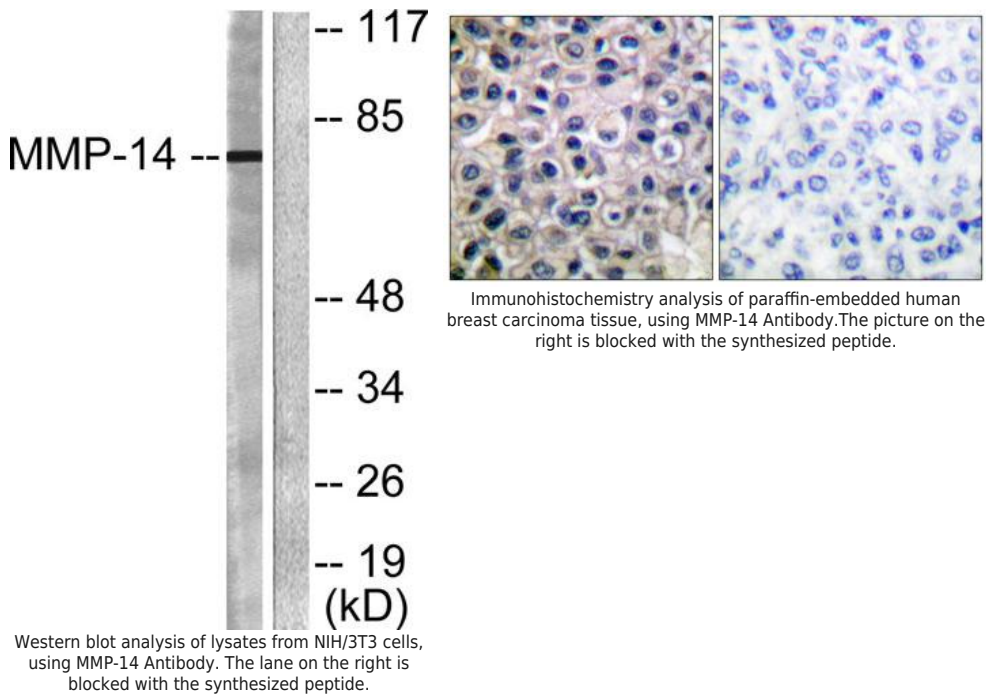 -- 117
-- 85
MMP-14 --
-- 48
-- 34
-- 26
-- 19
(kD)
Western blot analysis of lysates from NIH/3T3 cells,
using MMP-14 Antibody. The lane on the right is
blocked with the synthesized peptide.
Immunohistochemistry analysis of paraffin-embedded human
breast carcinoma tissue, using MMP-14 Antibody.The picture on the
right is blocked with the synthesized peptide.